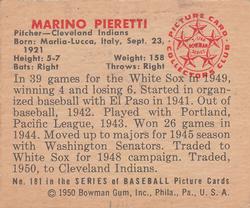 MARINO PIERETTI
Pitcher—Cleveland Indians
Born: Marlia-Lucca, Italy, Sept. 23,
1921
Height: 5-7 Weight: 158
Bats: Right Throws: Right
PICTURE CARD
COLLECTORS CLUB
BOWMAN
In 39 games for the White Sox in 1949,
winning 4 and losing 6. Started in organ-
ized baseball with El Paso in 1941. Out of
baseball, 1942. Played with Portland,
Pacific League, 1943. Won 26 games in
1944. Moved up to majors for 1945 season
with Washington Senators. Traded to
White Sox for 1948 campaign. Traded,
1950, to Cleveland Indians.
No. 181 in the SERIES OF BASEBALL Picture Cards
© 1950 Bowman Gum, Inc., Phila., Pa., U. S. A.